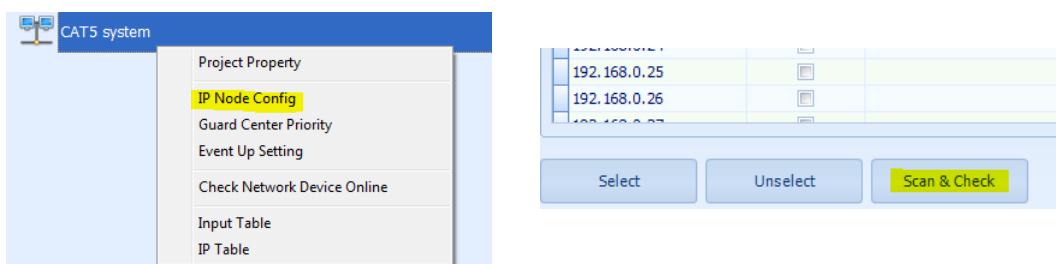 CAT5 system
Project Property
IP Node Config
Guard Center Priority
Event Up Setting
Check Network Device Online
Input Table
IP Table
192.168.0.25
192.168.0.26
Select
Unselect
Scan & Check